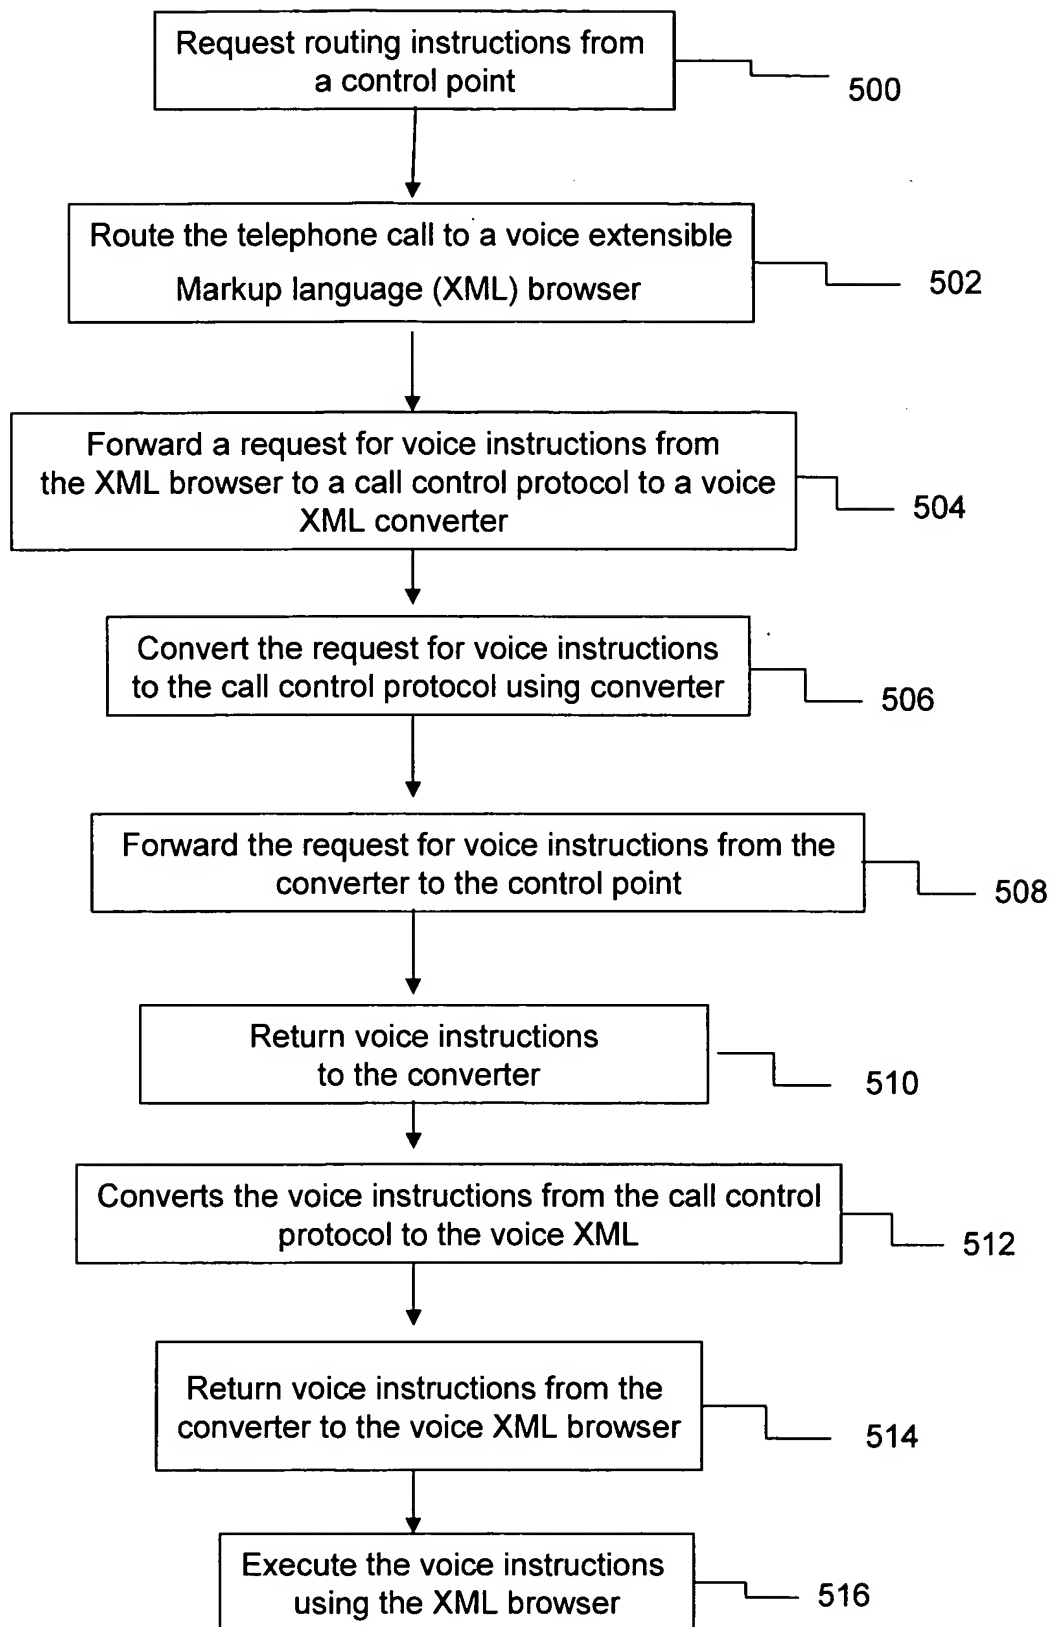 Request routing instructions from
a control point
500
Route the telephone call to a voice extensible
Markup language (XML) browser
502
Forward a request for voice instructions from
the XML browser to a call control protocol to a voice
XML converter
504
Convert the request for voice instructions
to the call control protocol using converter
506
Forward the request for voice instructions from the
converter to the control point
508
Return voice instructions
to the converter
510
Converts the voice instructions from the call control
protocol to the voice XML
512
Return voice instructions from the
converter to the voice XML browser
514
Execute the voice instructions
using the XML browser
516